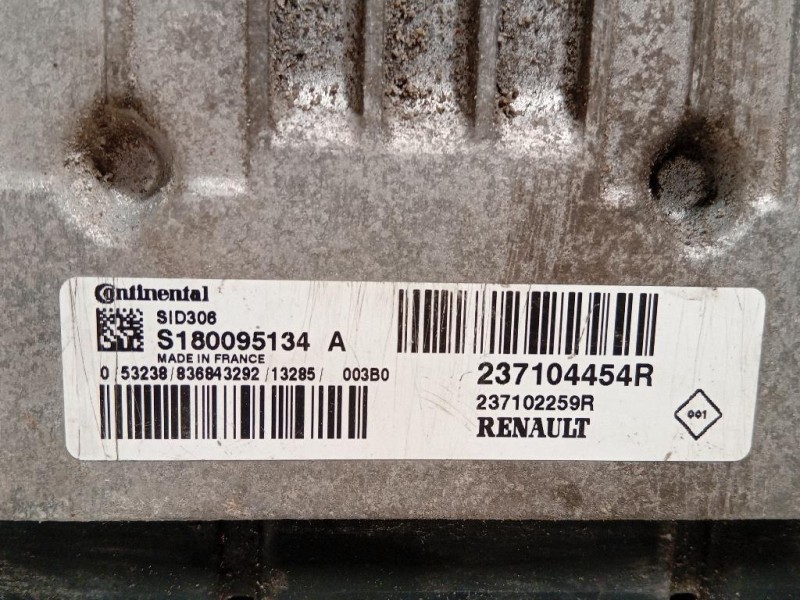 Continental
SID306
S180095134 A
MADE IN FRANCE
0 53238/836843292/13285/ 003B0
237104454R
237102259R
RENAULT
001